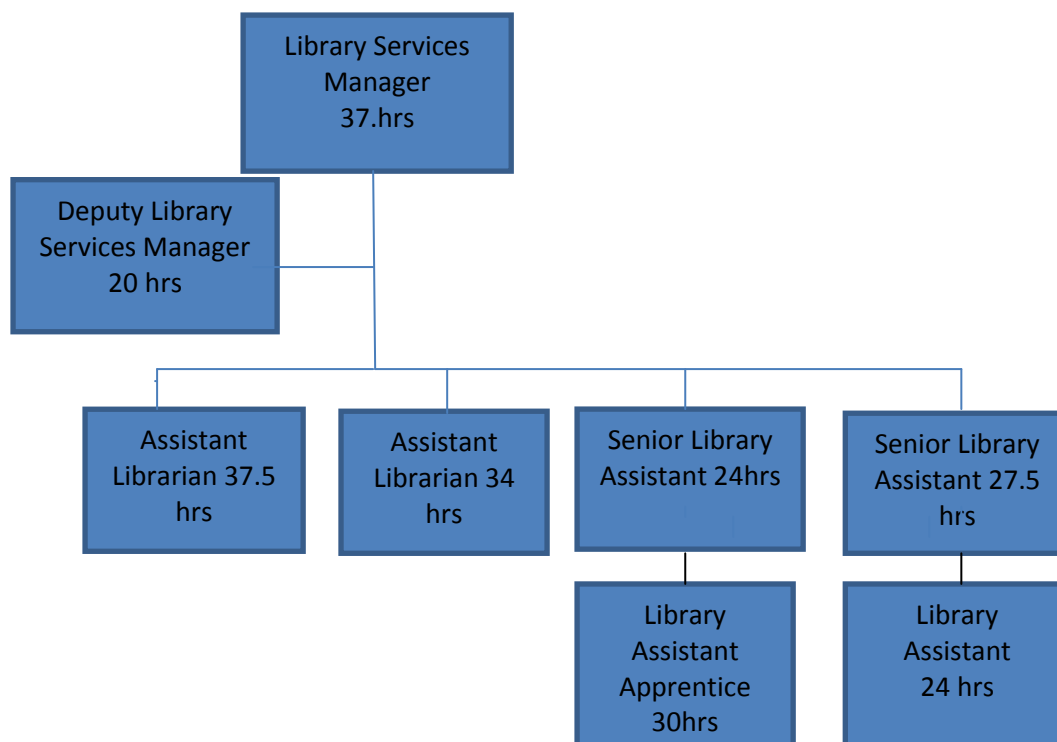 Library Services
Manager
37.hrs
Deputy Library
Services Manager
20 hrs
Assistant
Librarian 37.5
hrs
Assistant
Librarian 34
hrs
Senior Library
Assistant 24hrs
Senior Library
Assistant 27.5
hrs
Library
Assistant
Apprentice
30hrs
Library
Assistant
24 hrs